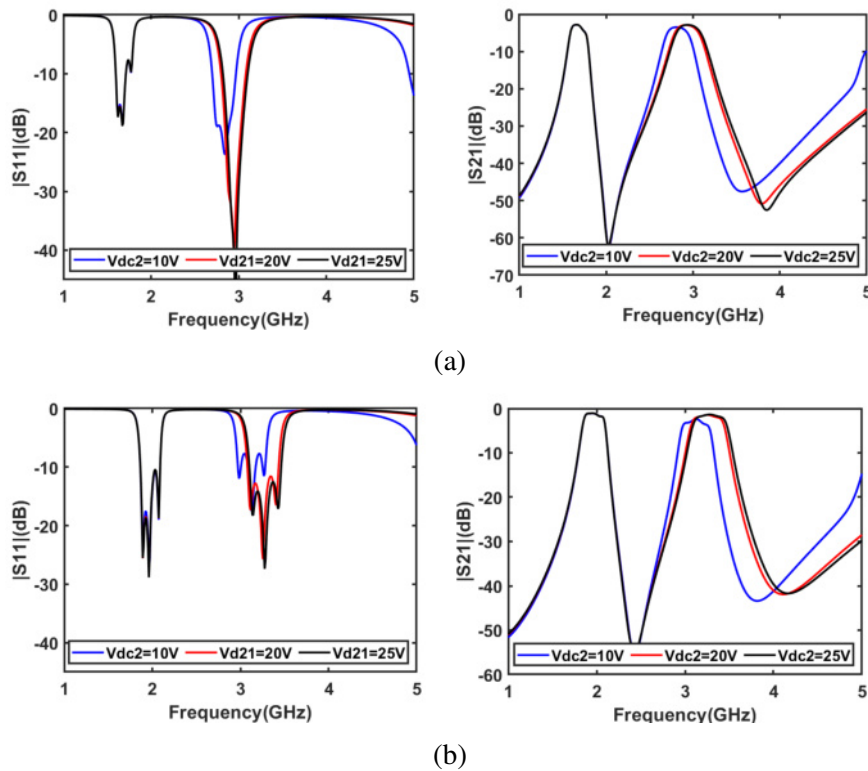 0
-10
-20
-30
-40
|S11|(dB)
Vdc2=10V Vd21=20V Vd21=25V
1 2 3 4 5
Frequency(GHz)
0
-10
-20
-30
-40
-50
-60
-70
|S21|(dB)
Vdc2=10V Vdc2=20V Vdc2=25V
1 2 3 4 5
Frequency(GHz)
(a)
0
-10
-20
-30
-40
|S11|(dB)
Vdc2=10V Vd21=20V Vd21=25V
1 2 3 4 5
Frequency(GHz)
0
-10
-20
-30
-40
-50
-60
|S21|(dB)
Vdc2=10V Vdc2=20V Vdc2=25V
1 2 3 4 5
Frequency(GHz)
(b)